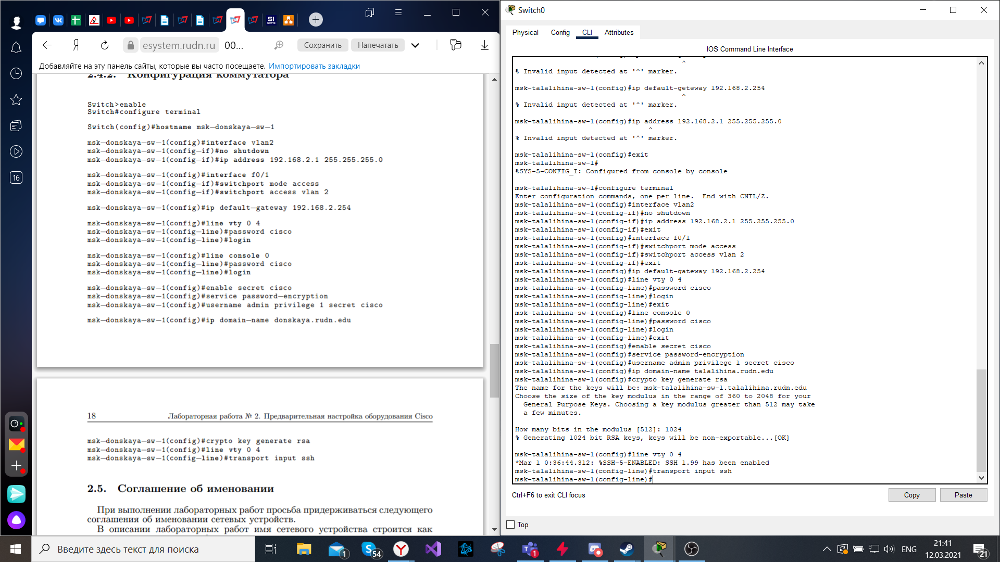 esystem.rudn.ru
00...
Сохранить
Напечатать
Добавляйте на эту панель сайты, которые вы часто посещаете. Импортировать закладки
16
2.4.2. Конфигурация коммутатора
Switch>enable
Switch#configure terminal
Switch(config)#hostname msk-donskaya-sw-1
msk-donskaya-sw-1(config)#interface vlan2
msk-donskaya-sw-1(config-if)#no shutdown
msk-donskaya-sw-1(config-if)#ip address 192.168.2.1 255.255.255.0
msk-donskaya-sw-1(config-if)#interface f0/1
msk-donskaya-sw-1(config-if)#switchport mode access
msk-donskaya-sw-1(config-if)#switchport access vlan 2
msk-donskaya-sw-1(config-if)#ip default-gateway 192.168.2.254
msk-donskaya-sw-1(config)#line vty 0 4
msk-donskaya-sw-1(config-line)#password cisco
msk-donskaya-sw-1(config-line)#login
msk-donskaya-sw-1(config)#line console 0
msk-donskaya-sw-1(config-line)#password cisco
msk-donskaya-sw-1(config-line)#login
msk-donskaya-sw-1(config)#enable secret cisco
msk-donskaya-sw-1(config)#service password-encryption
msk-donskaya-sw-1(config)#username admin privilege 1 secret cisco
msk-donskaya-sw-1(config)#ip domain-name donskaya.rudn.edu
18 Лабораторная работа № 2. Предварительная настройка оборудования Cisco
msk-donskaya-sw-1(config)#crypto key generate rsa
msk-donskaya-sw-1(config)#line vty 0 4
msk-donskaya-sw-1(config-line)#transport input ssh
2.5. Соглашение об именовании
При выполнении лабораторных работ просьба придерживаться следующего
соглашения об именовании сетевых устройств.
В описании лабораторных работ имя сетевого устройства строится как
Switch0
Physical Config CLI Attributes
IOS Command Line Interface
^
% Invalid input detected at '^' marker.
msk-talalihina-sw-1(config)#ip default-geteway 192.168.2.254
^
% Invalid input detected at '^' marker.
msk-talalihina-sw-1(config)#ip address 192.168.2.1 255.255.255.0
^
% Invalid input detected at '^' marker.
msk-talalihina-sw-1(config)#exit
msk-talalihina-sw-1#
%SYS-5-CONFIG_I: Configured from console by console
msk-talalihina-sw-1#configure terminal
Enter configuration commands, one per line.  End with CNTL/Z.
msk-talalihina-sw-1(config)#interface vlan2
msk-talalihina-sw-1(config-if)#no shutdown
msk-talalihina-sw-1(config-if)#ip address 192.168.2.1 255.255.255.0
msk-talalihina-sw-1(config-if)#exit
msk-talalihina-sw-1(config)#interface f0/1
msk-talalihina-sw-1(config-if)#switchport mode access
msk-talalihina-sw-1(config-if)#switchport access vlan 2
msk-talalihina-sw-1(config-if)#exit
msk-talalihina-sw-1(config)#ip default-gateway 192.168.2.254
msk-talalihina-sw-1(config)#line vty 0 4
msk-talalihina-sw-1(config-line)#password cisco
msk-talalihina-sw-1(config-line)#login
msk-talalihina-sw-1(config-line)#exit
msk-talalihina-sw-1(config)#line console 0
msk-talalihina-sw-1(config-line)#password cisco
msk-talalihina-sw-1(config-line)#login
msk-talalihina-sw-1(config-line)#exit
msk-talalihina-sw-1(config)#enable secret cisco
msk-talalihina-sw-1(config)#service password-encryption
msk-talalihina-sw-1(config)#username admin privilege 1 secret cisco
msk-talalihina-sw-1(config)#ip domain-name talalihina.rudn.edu
msk-talalihina-sw-1(config)#crypto key generate rsa
The name for the keys will be: msk-talalihina-sw-1.talalihina.rudn.edu
Choose the size of the key modulus in the range of 360 to 2048 for your
General Purpose Keys. Choosing a key modulus greater than 512 may take
a few minutes.
How many bits in the modulus [512]: 1024
% Generating 1024 bit RSA keys, keys will be non-exportable...[OK]
msk-talalihina-sw-1(config)#line vty 0 4
*Mar 1 0:36:44.312: %SSH-5-ENABLED: SSH 1.99 has been enabled
msk-talalihina-sw-1(config-line)#transport input ssh
msk-talalihina-sw-1(config-line)#
Ctrl+F6 to exit CLI focus
Copy
Paste
Top
Введите здесь текст для поиска
1
54
1
ENG
21:41
12.03.2021
21